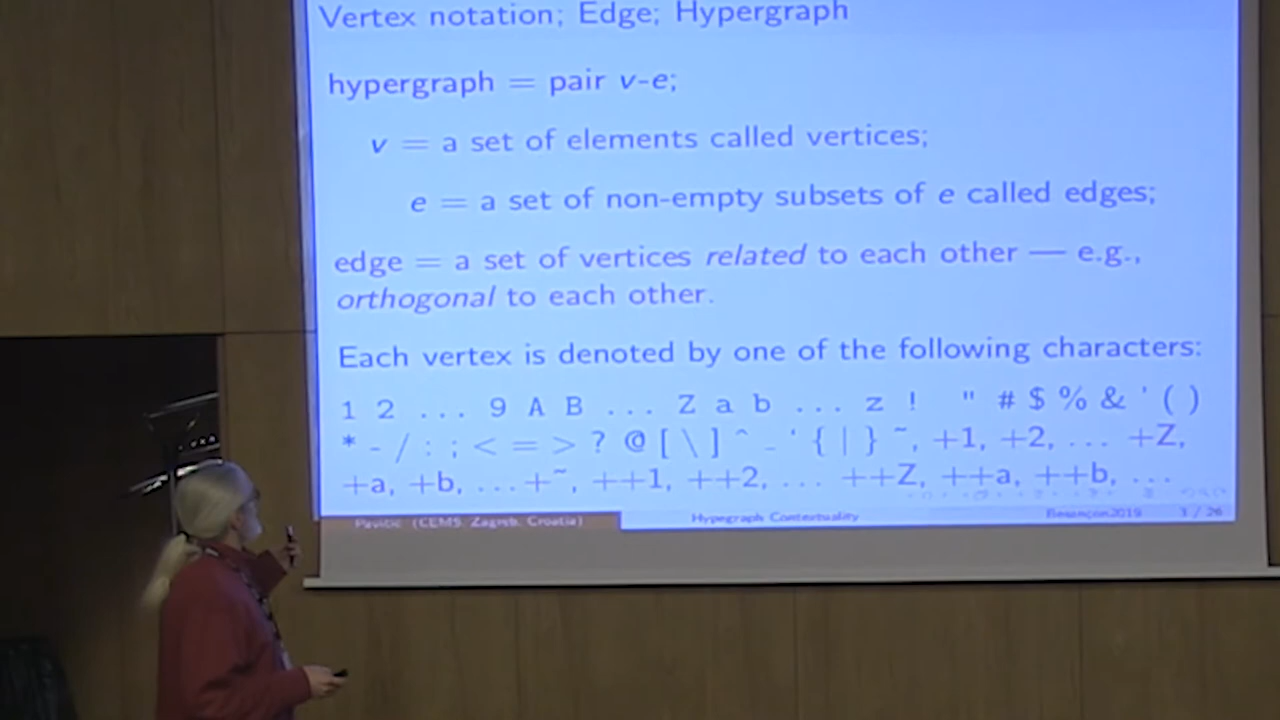 Vertex notation; Edge; Hypergraph
hypergraph = pair v-e;
v = a set of elements called vertices;
e = a set of non-empty subsets of e called edges;
edge = a set of vertices related to each other — e.g.,
orthogonal to each other.
Each vertex is denoted by one of the following characters:
1 2 ... 9 A B ... Z a b ... z ! " # $ % & ' ( )
* - / : ; < = > ? @ [ \ ] ^ _ ` { | } ~, +1, +2, ... +Z,
+a, +b, ...+~, ++1, ++2, ... ++Z, ++a, ++b, ...
Pavičić (CEMS, Zagreb, Croatia) Hypegraph Contextuality Besançon2019 3 / 26